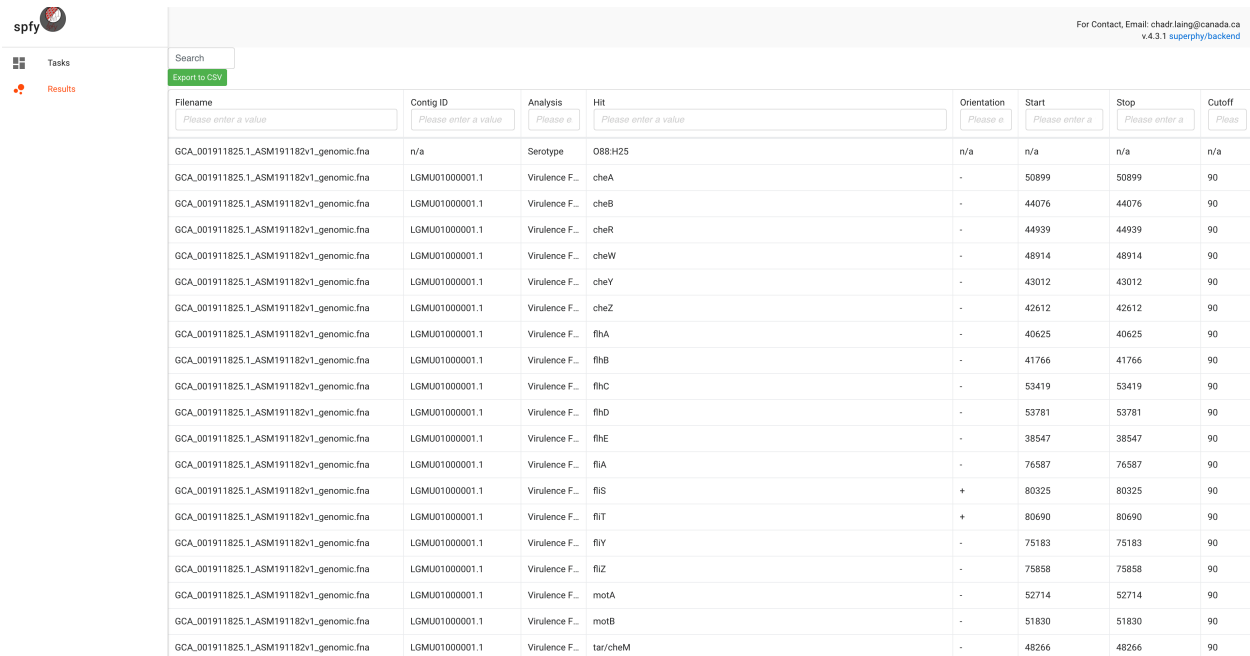 spfy
For Contact, Email: chadr.laing@canada.ca
v.4.3.1 superphy/backend
Tasks
Results
Search
Export to CSV
Filename Contig ID Analysis Hit Orientation Start Stop Cutoff
Please enter a value Please enter a value Please e Please enter a value Please e Please enter a Please enter a Pleas
GCA_001911825.1_ASM191182v1_genomic.fna n/a Serotype O88:H25 n/a n/a n/a n/a
GCA_001911825.1_ASM191182v1_genomic.fna LGMU01000001.1 Virulence F... cheA - 50899 50899 90
GCA_001911825.1_ASM191182v1_genomic.fna LGMU01000001.1 Virulence F... cheB - 44076 44076 90
GCA_001911825.1_ASM191182v1_genomic.fna LGMU01000001.1 Virulence F... cheR - 44939 44939 90
GCA_001911825.1_ASM191182v1_genomic.fna LGMU01000001.1 Virulence F... cheW - 48914 48914 90
GCA_001911825.1_ASM191182v1_genomic.fna LGMU01000001.1 Virulence F... cheY - 43012 43012 90
GCA_001911825.1_ASM191182v1_genomic.fna LGMU01000001.1 Virulence F... cheZ - 42612 42612 90
GCA_001911825.1_ASM191182v1_genomic.fna LGMU01000001.1 Virulence F... flhA - 40625 40625 90
GCA_001911825.1_ASM191182v1_genomic.fna LGMU01000001.1 Virulence F... flhB - 41766 41766 90
GCA_001911825.1_ASM191182v1_genomic.fna LGMU01000001.1 Virulence F... flhC - 53419 53419 90
GCA_001911825.1_ASM191182v1_genomic.fna LGMU01000001.1 Virulence F... flhD - 53781 53781 90
GCA_001911825.1_ASM191182v1_genomic.fna LGMU01000001.1 Virulence F... flhE - 38547 38547 90
GCA_001911825.1_ASM191182v1_genomic.fna LGMU01000001.1 Virulence F... fliA - 76587 76587 90
GCA_001911825.1_ASM191182v1_genomic.fna LGMU01000001.1 Virulence F... fliS + 80325 80325 90
GCA_001911825.1_ASM191182v1_genomic.fna LGMU01000001.1 Virulence F... fliT + 80690 80690 90
GCA_001911825.1_ASM191182v1_genomic.fna LGMU01000001.1 Virulence F... fliY - 75183 75183 90
GCA_001911825.1_ASM191182v1_genomic.fna LGMU01000001.1 Virulence F... fliZ - 75858 75858 90
GCA_001911825.1_ASM191182v1_genomic.fna LGMU01000001.1 Virulence F... motA - 52714 52714 90
GCA_001911825.1_ASM191182v1_genomic.fna LGMU01000001.1 Virulence F... motB - 51830 51830 90
GCA_001911825.1_ASM191182v1_genomic.fna LGMU01000001.1 Virulence F... tar/cheM - 48266 48266 90